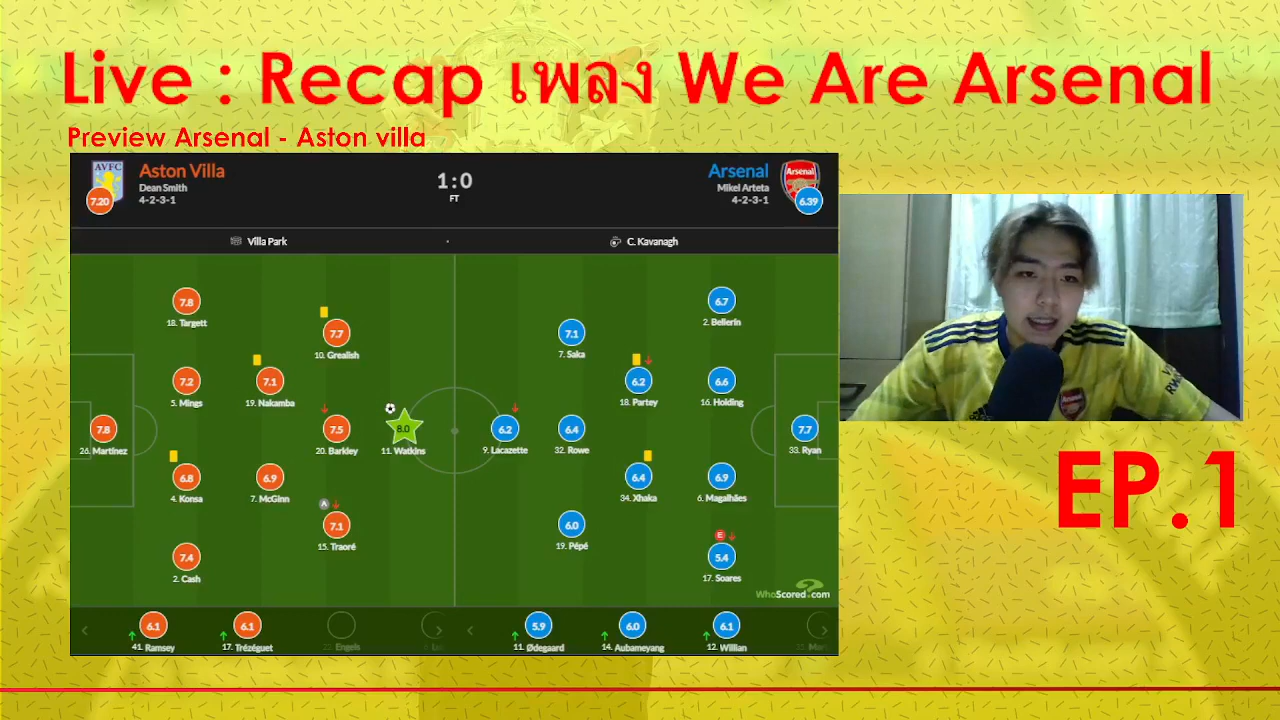 Live : Recap เพลง We Are Arsenal
Preview Arsenal - Aston villa
AVFC
7.20
Aston Villa
Dean Smith
4-2-3-1
1:0
FT
Arsenal
Mikel Arteta
4-2-3-1
Arsenal
6.39
Villa Park
C. Kavanagh
7.8
18. Targett
7.7
10. Grealish
7.2
5. Mings
7.1
19. Nakamba
7.8
26. Martínez
7.5
20. Barkley
8.0
11. Watkins
6.8
4. Konsa
6.9
7. McGinn
A
7.1
15. Traoré
7.4
2. Cash
6.7
2. Bellerín
7.1
7. Saka
6.2
18. Partey
6.6
16. Holding
6.2
9. Lacazette
6.4
32. Rowe
7.7
33. Ryan
6.4
34. Xhaka
6.9
6. Magalhães
6.0
19. Pépé
E
5.4
17. Soares
WhoScored.com
6.1
41. Ramsey
6.1
17. Trézéguet
22. Engels
5.9
11. Ødegaard
6.0
14. Aubameyang
6.1
12. Willian
Arsenal
EP.1